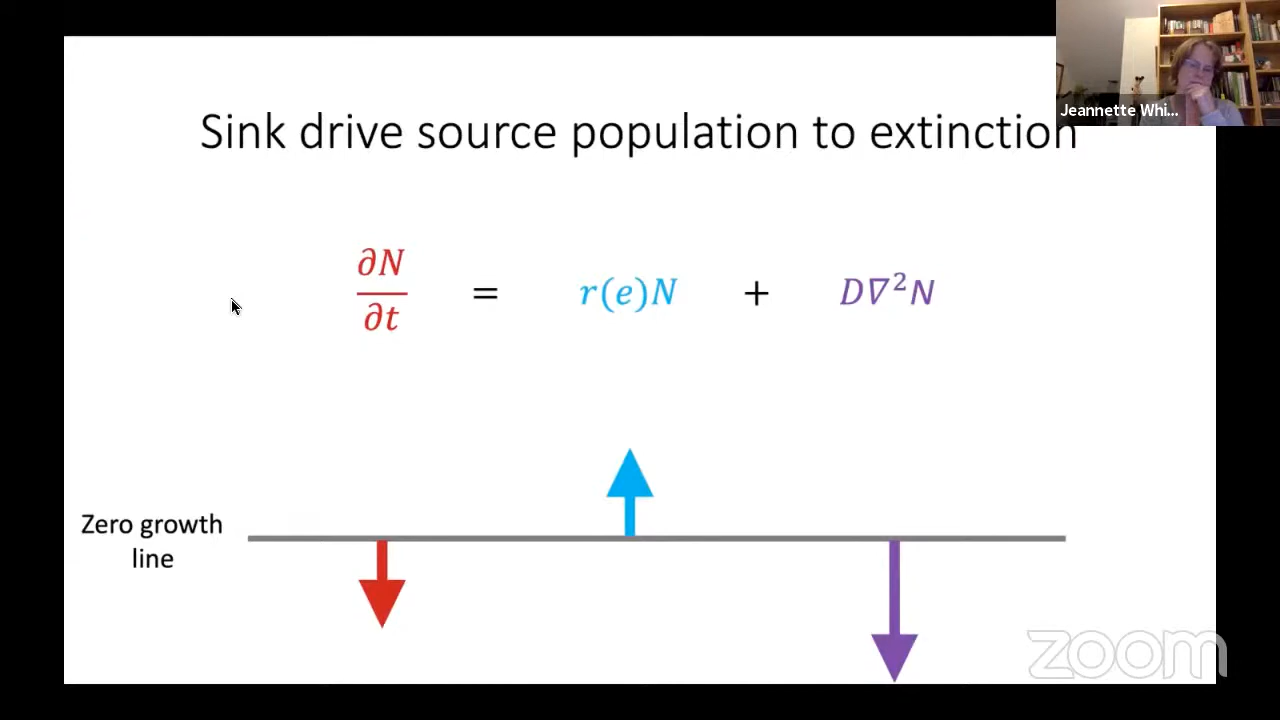 Jeannette Whi...
Sink drive source population to extinction
∂N/∂t = r(e)N + D∇²N
Zero growth
line
zoom